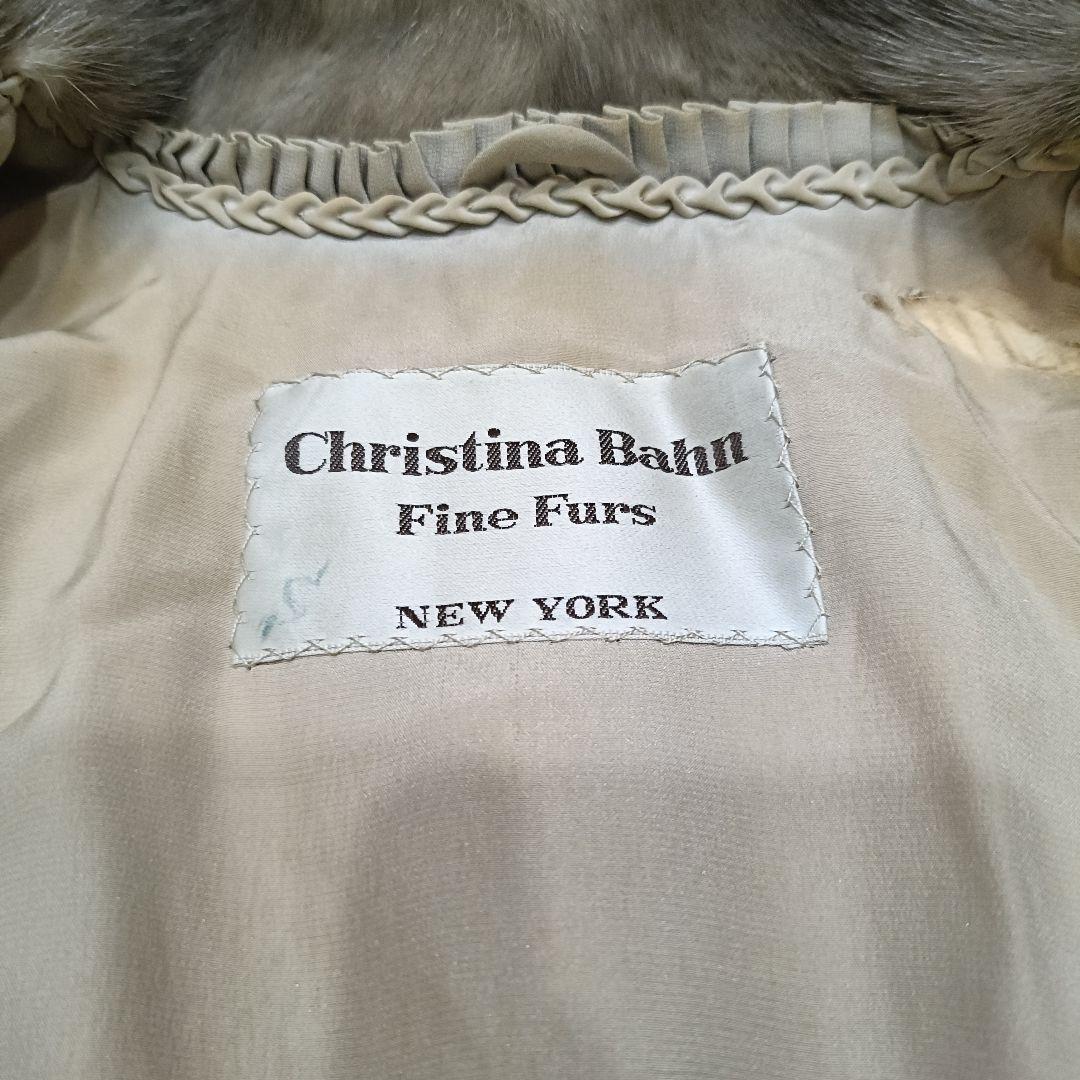 Christina Bahn
Fine Furs
NEW YORK